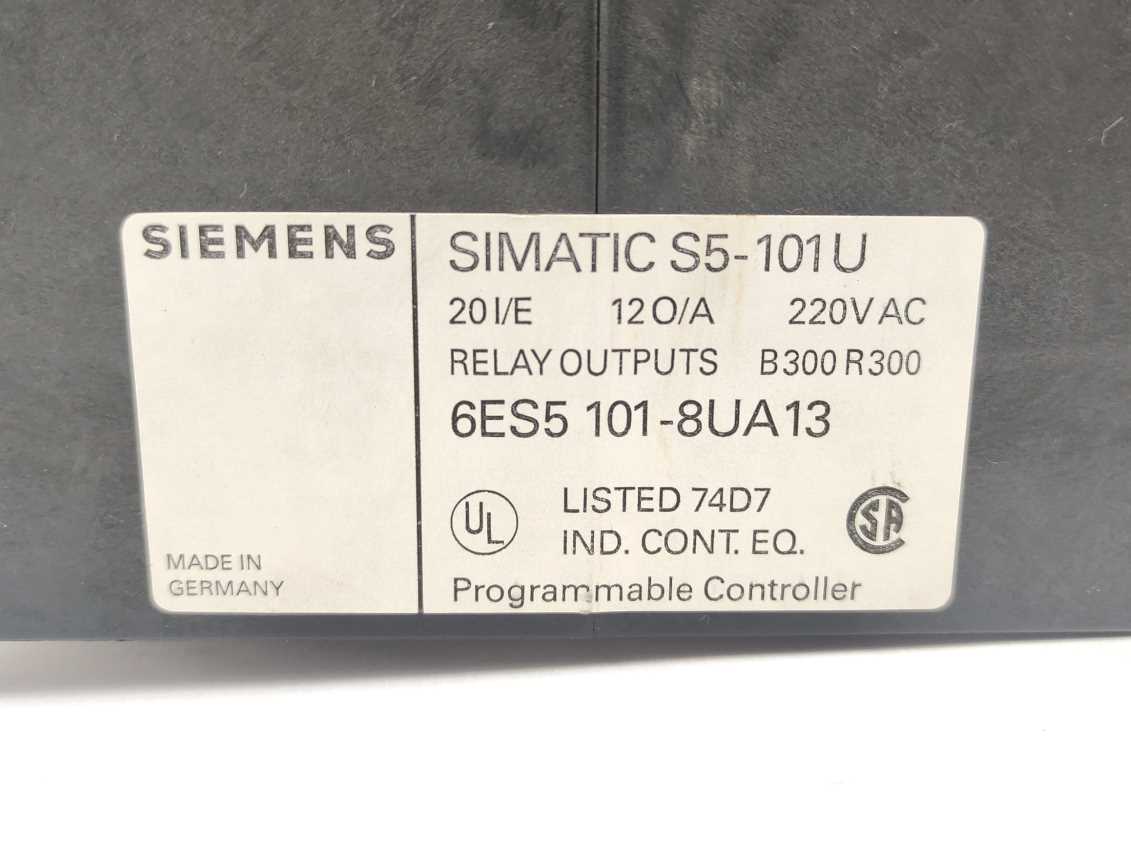 SIEMENS
SIMATIC S5-101U
20 I/E 12 O/A 220V AC
RELAY OUTPUTS B300 R300
6ES5 101-8UA13
UL
LISTED 74D7
IND. CONT. EQ.
SA
Programmable Controller
MADE IN
GERMANY